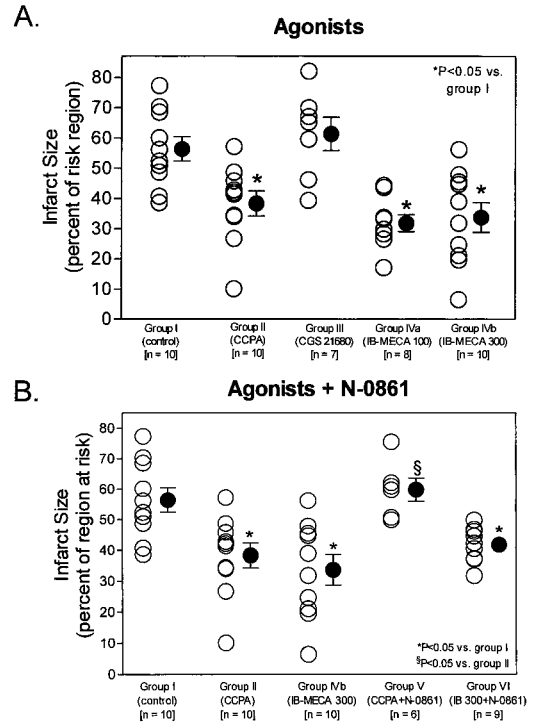 A.
Agonists
*P<0.05 vs.
group I
Infarct Size
(percent of risk region)
80
70
60
50
40
30
20
10
0
*
*
*
Group I
(control)
[n = 10]
Group II
(CCPA)
[n = 10]
Group III
(CGS 21680)
[n = 7]
Group IVa
(IB-MECA 100)
[n = 8]
Group IVb
(IB-MECA 300)
[n = 10]
B.
Agonists + N-0861
Infarct Size
(percent of region at risk)
80
70
60
50
40
30
20
10
0
*
*
§
*
*P<0.05 vs. group I
§P<0.05 vs. group II
Group I
(control)
[n = 10]
Group II
(CCPA)
[n = 10]
Group IVb
(IB-MECA 300)
[n = 10]
Group V
(CCPA+N-0861)
[n = 6]
Group VI
(IB 300+N-0861)
[n = 9]